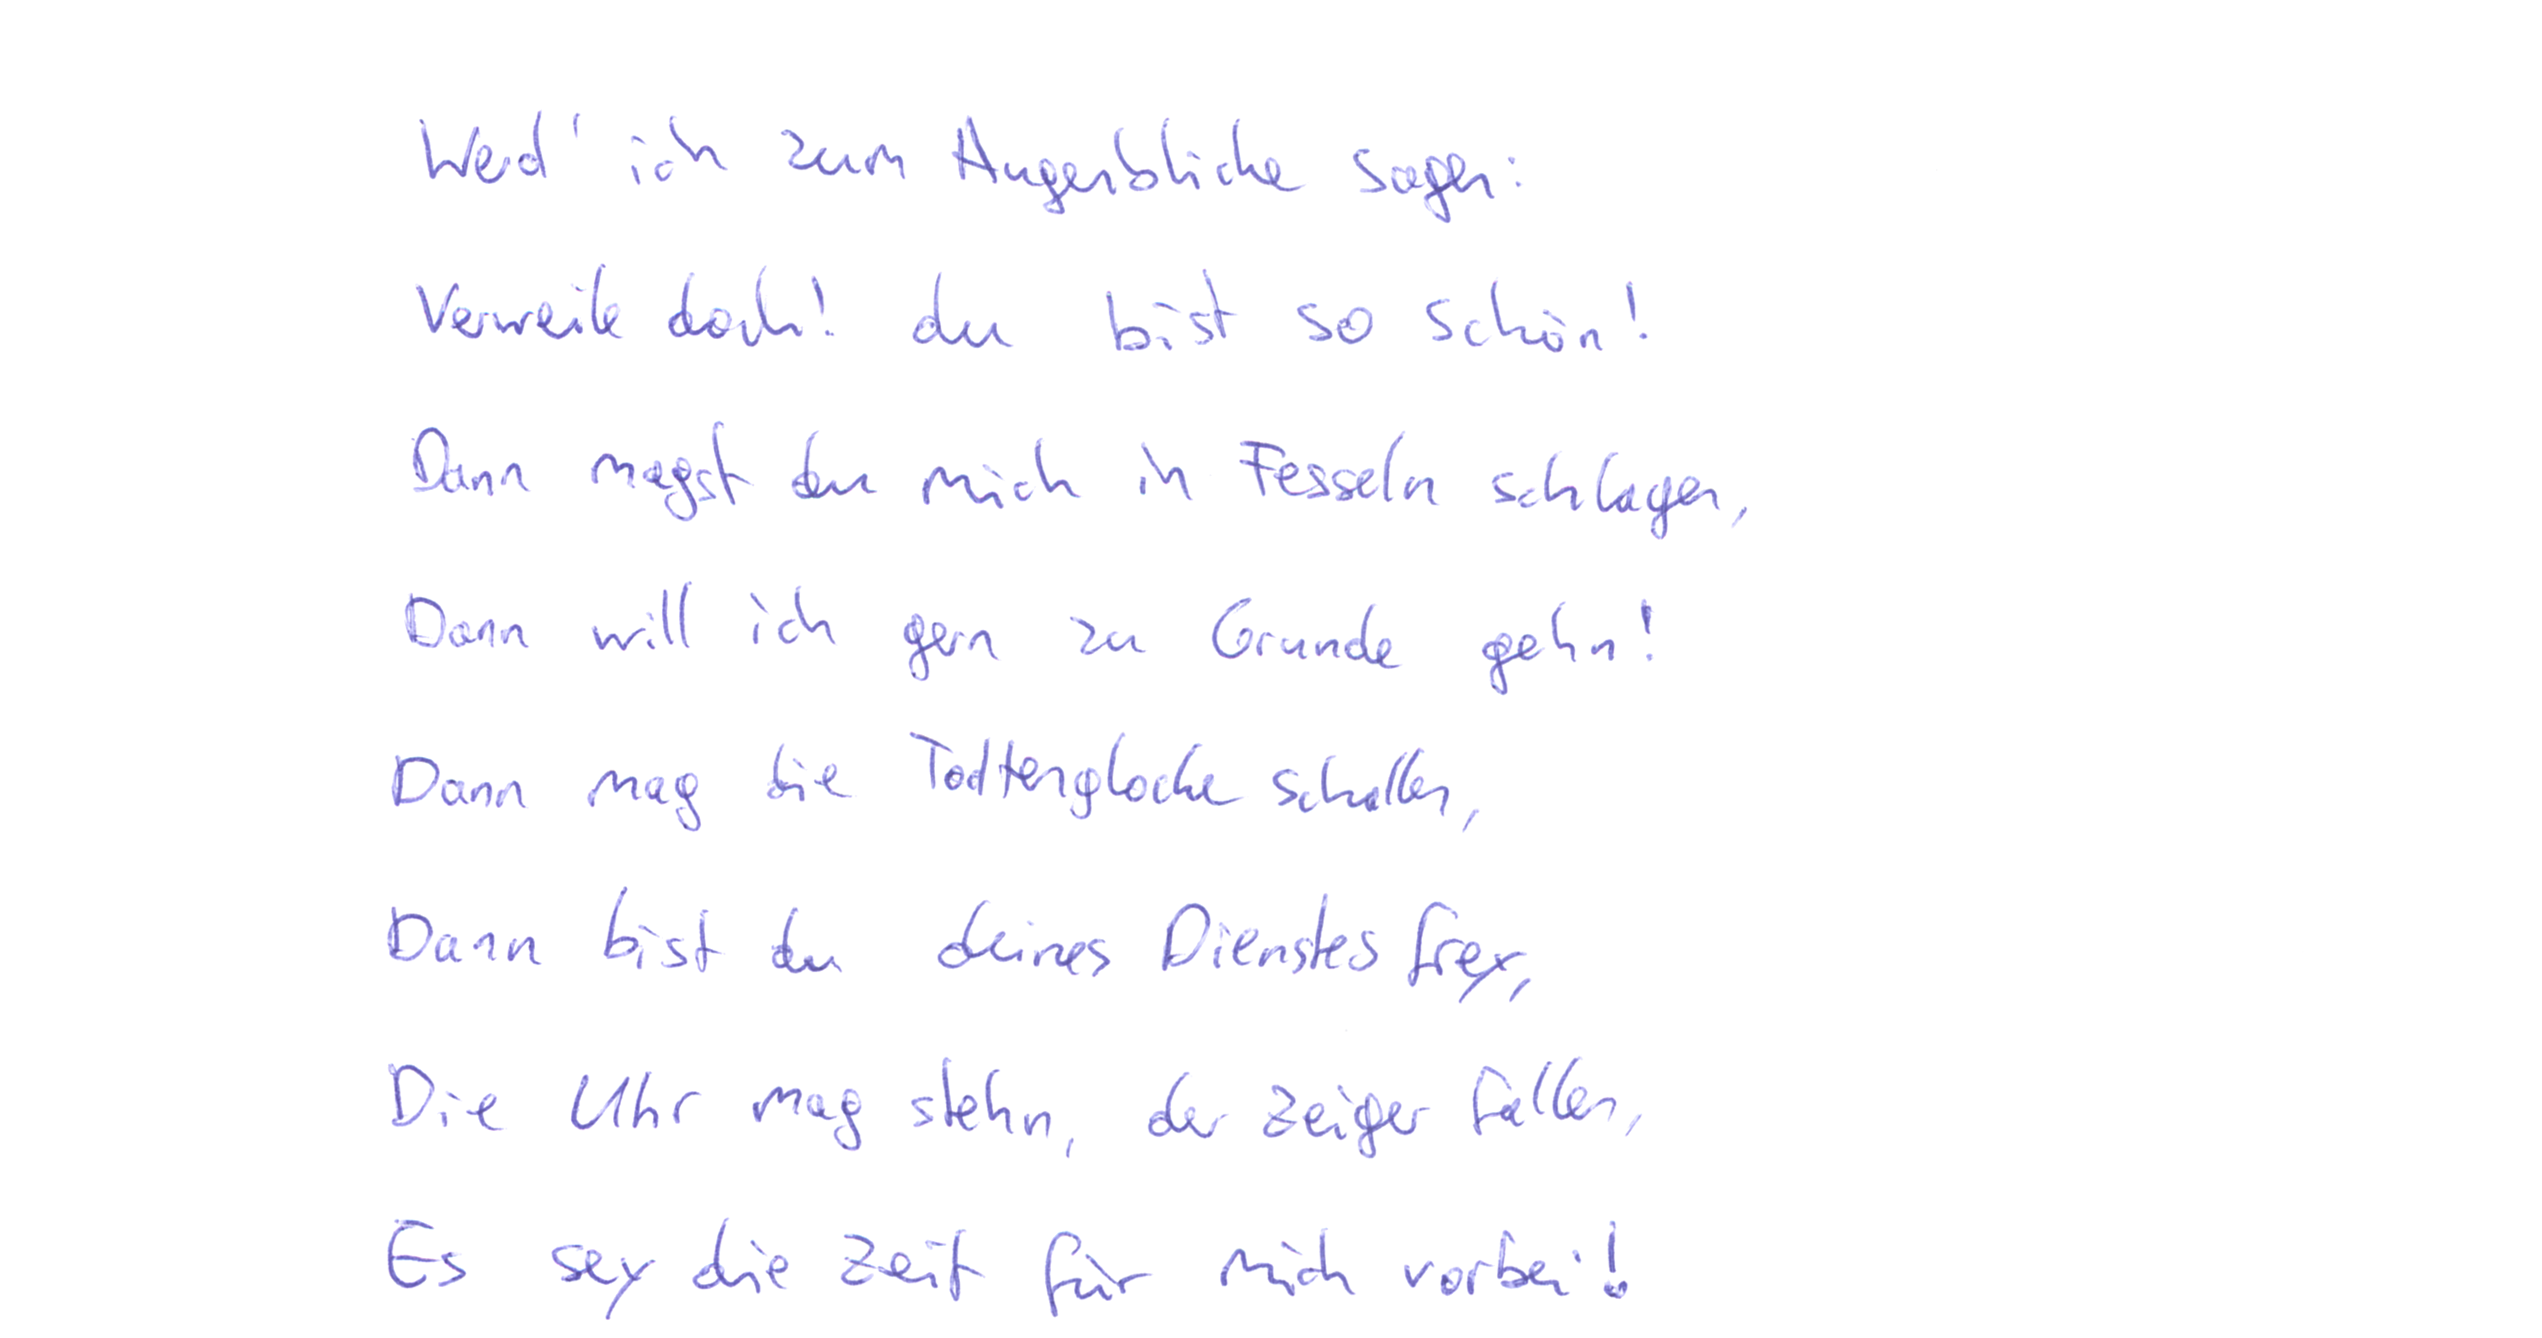 Werd' ich zum Augenblicke sagen:
Verweile doch! du bist so schön!
Dann magst du mich in Fesseln schlagen,
Dann will ich gern zu Grunde gehn!
Dann mag die Todtenglocke schallen,
Dann bist du deines Dienstes frey,
Die Uhr mag stehn, der Zeiger fallen,
Es sey die Zeit für mich vorbei!